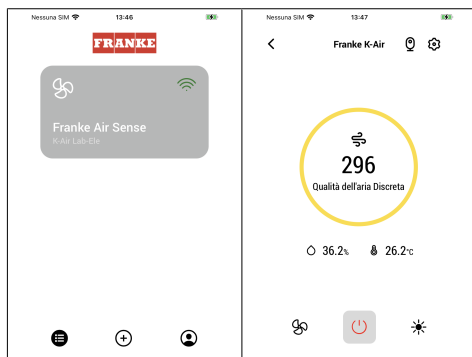 Nessuna SIM 13:46
FRANKE
Franke Air Sense
K-Air Lab-Ele
Nessuna SIM 13:47
Franke K-Air
296
Qualità dell'aria Discreta
36.2% 26.2°C